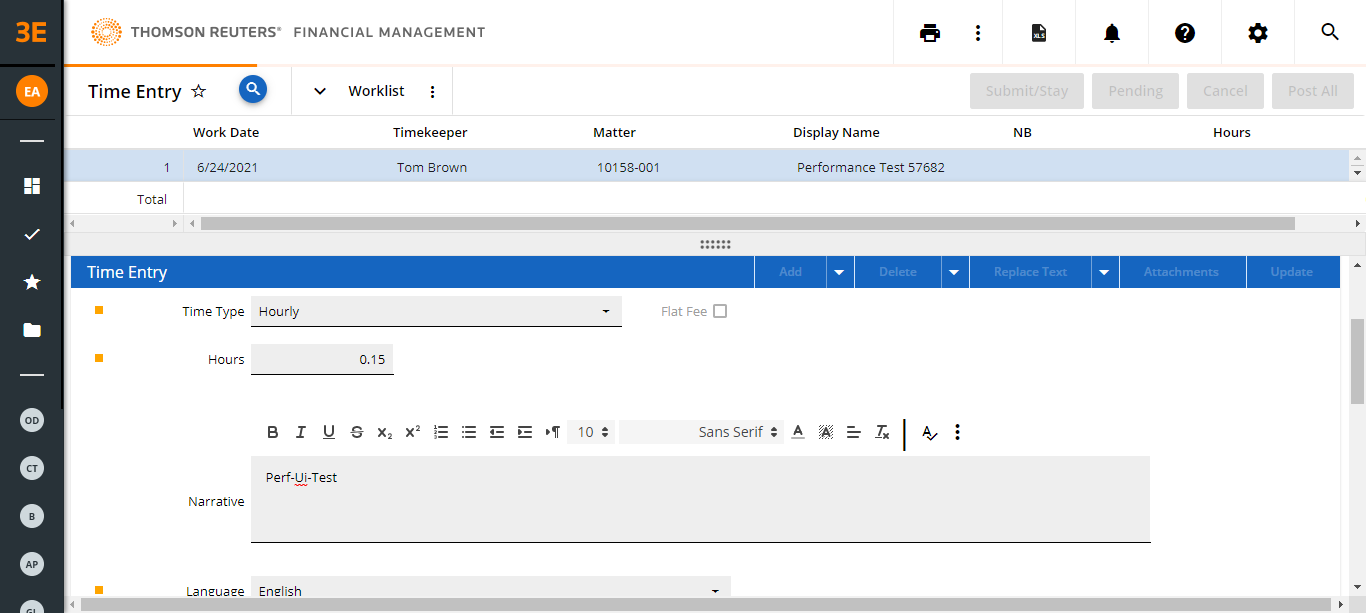 3E THOMSON REUTERS® FINANCIAL MANAGEMENT XLS ?
EA Time Entry Worklist Submit/Stay Pending Cancel Post All
Work Date Timekeeper Matter Display Name NB Hours
1 6/24/2021 Tom Brown 10158-001 Performance Test 57682
Total
Time Entry Add Delete Replace Text Attachments Update
Time Type Hourly Flat Fee
Hours 0.15
B I U S X₂ X² 10 Sans Serif A A Tx A
Perf-Ui-Test
Narrative
Language English
OD
CT
B
AP
GL